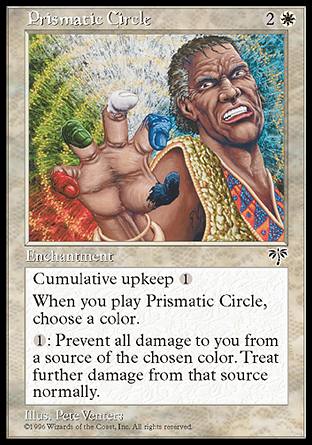 Prismatic Circle 2
Enchantment
Cumulative upkeep 1
When you play Prismatic Circle,
choose a color.
1: Prevent all damage to you from
a source of the chosen color. Treat
further damage from that source
normally.
Illus. Pete Venters
©1996 Wizards of the Coast, Inc. All rights reserved.